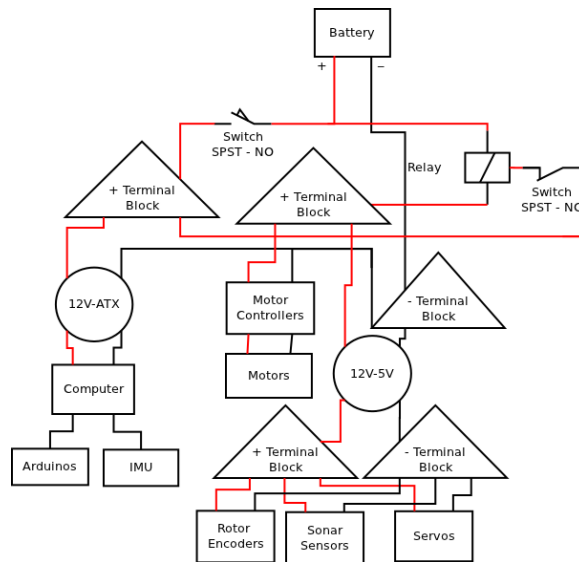 Battery
+
–
Switch
SPST - NO
Relay
Switch
SPST - NO
+ Terminal
Block
+ Terminal
Block
12V-ATX
Motor
Controllers
- Terminal
Block
Motors
12V-5V
Computer
Arduinos
IMU
+ Terminal
Block
- Terminal
Block
Rotor
Encoders
Sonar
Sensors
Servos